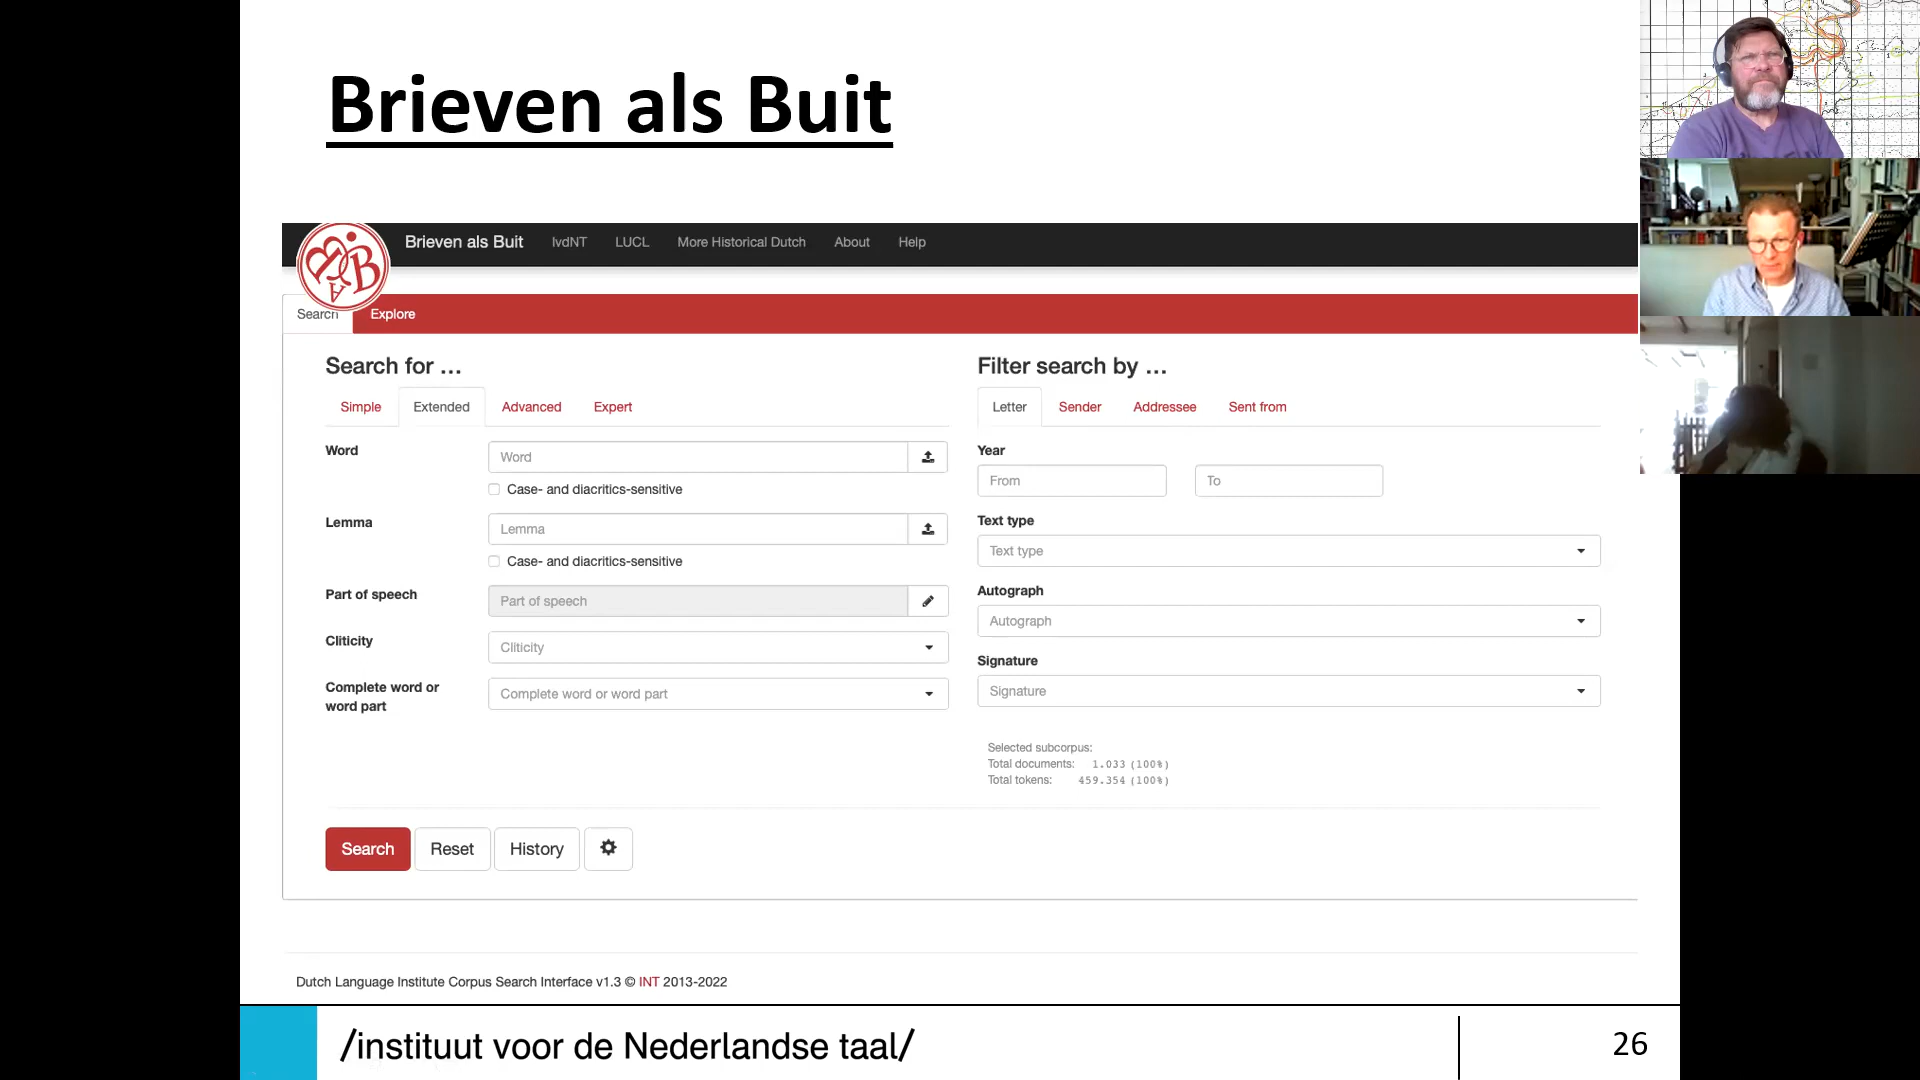 Brieven als Buit
Brieven als Buit IvdNT LUCL More Historical Dutch About Help
Search Explore
Search for ...
Simple Extended Advanced Expert
Word
Word
Case- and diacritics-sensitive
Lemma
Lemma
Case- and diacritics-sensitive
Part of speech
Part of speech
Cliticity
Cliticity
Complete word or word part
Complete word or word part
Filter search by ...
Letter Sender Addressee Sent from
Year
From To
Text type
Text type
Autograph
Autograph
Signature
Signature
Selected subcorpus:
Total documents: 1.033 (100%)
Total tokens: 459.354 (100%)
Search Reset History
Dutch Language Institute Corpus Search Interface v1.3 © INT 2013-2022
/instituut voor de Nederlandse taal/
26